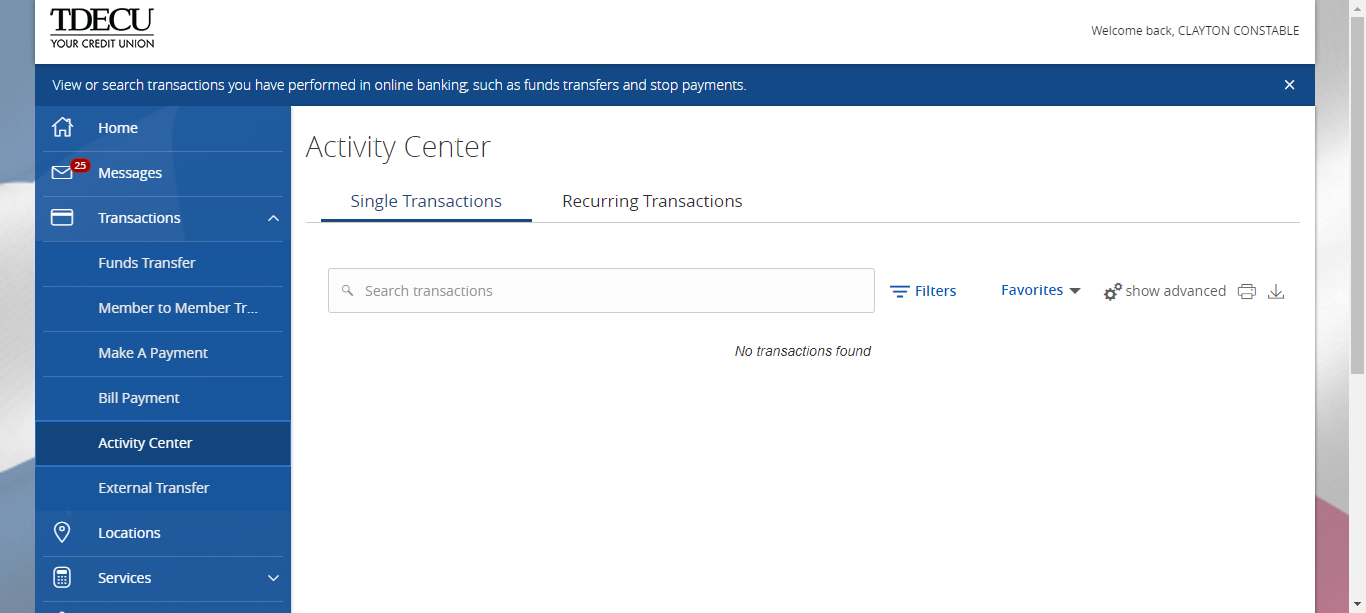 TDECU
YOUR CREDIT UNION
Welcome back, CLAYTON CONSTABLE
View or search transactions you have performed in online banking, such as funds transfers and stop payments.
Home
25
Messages
Transactions
Funds Transfer
Member to Member Tr...
Make A Payment
Bill Payment
Activity Center
External Transfer
Locations
Services
Activity Center
Single Transactions
Recurring Transactions
Search transactions
Filters
Favorites
show advanced
No transactions found